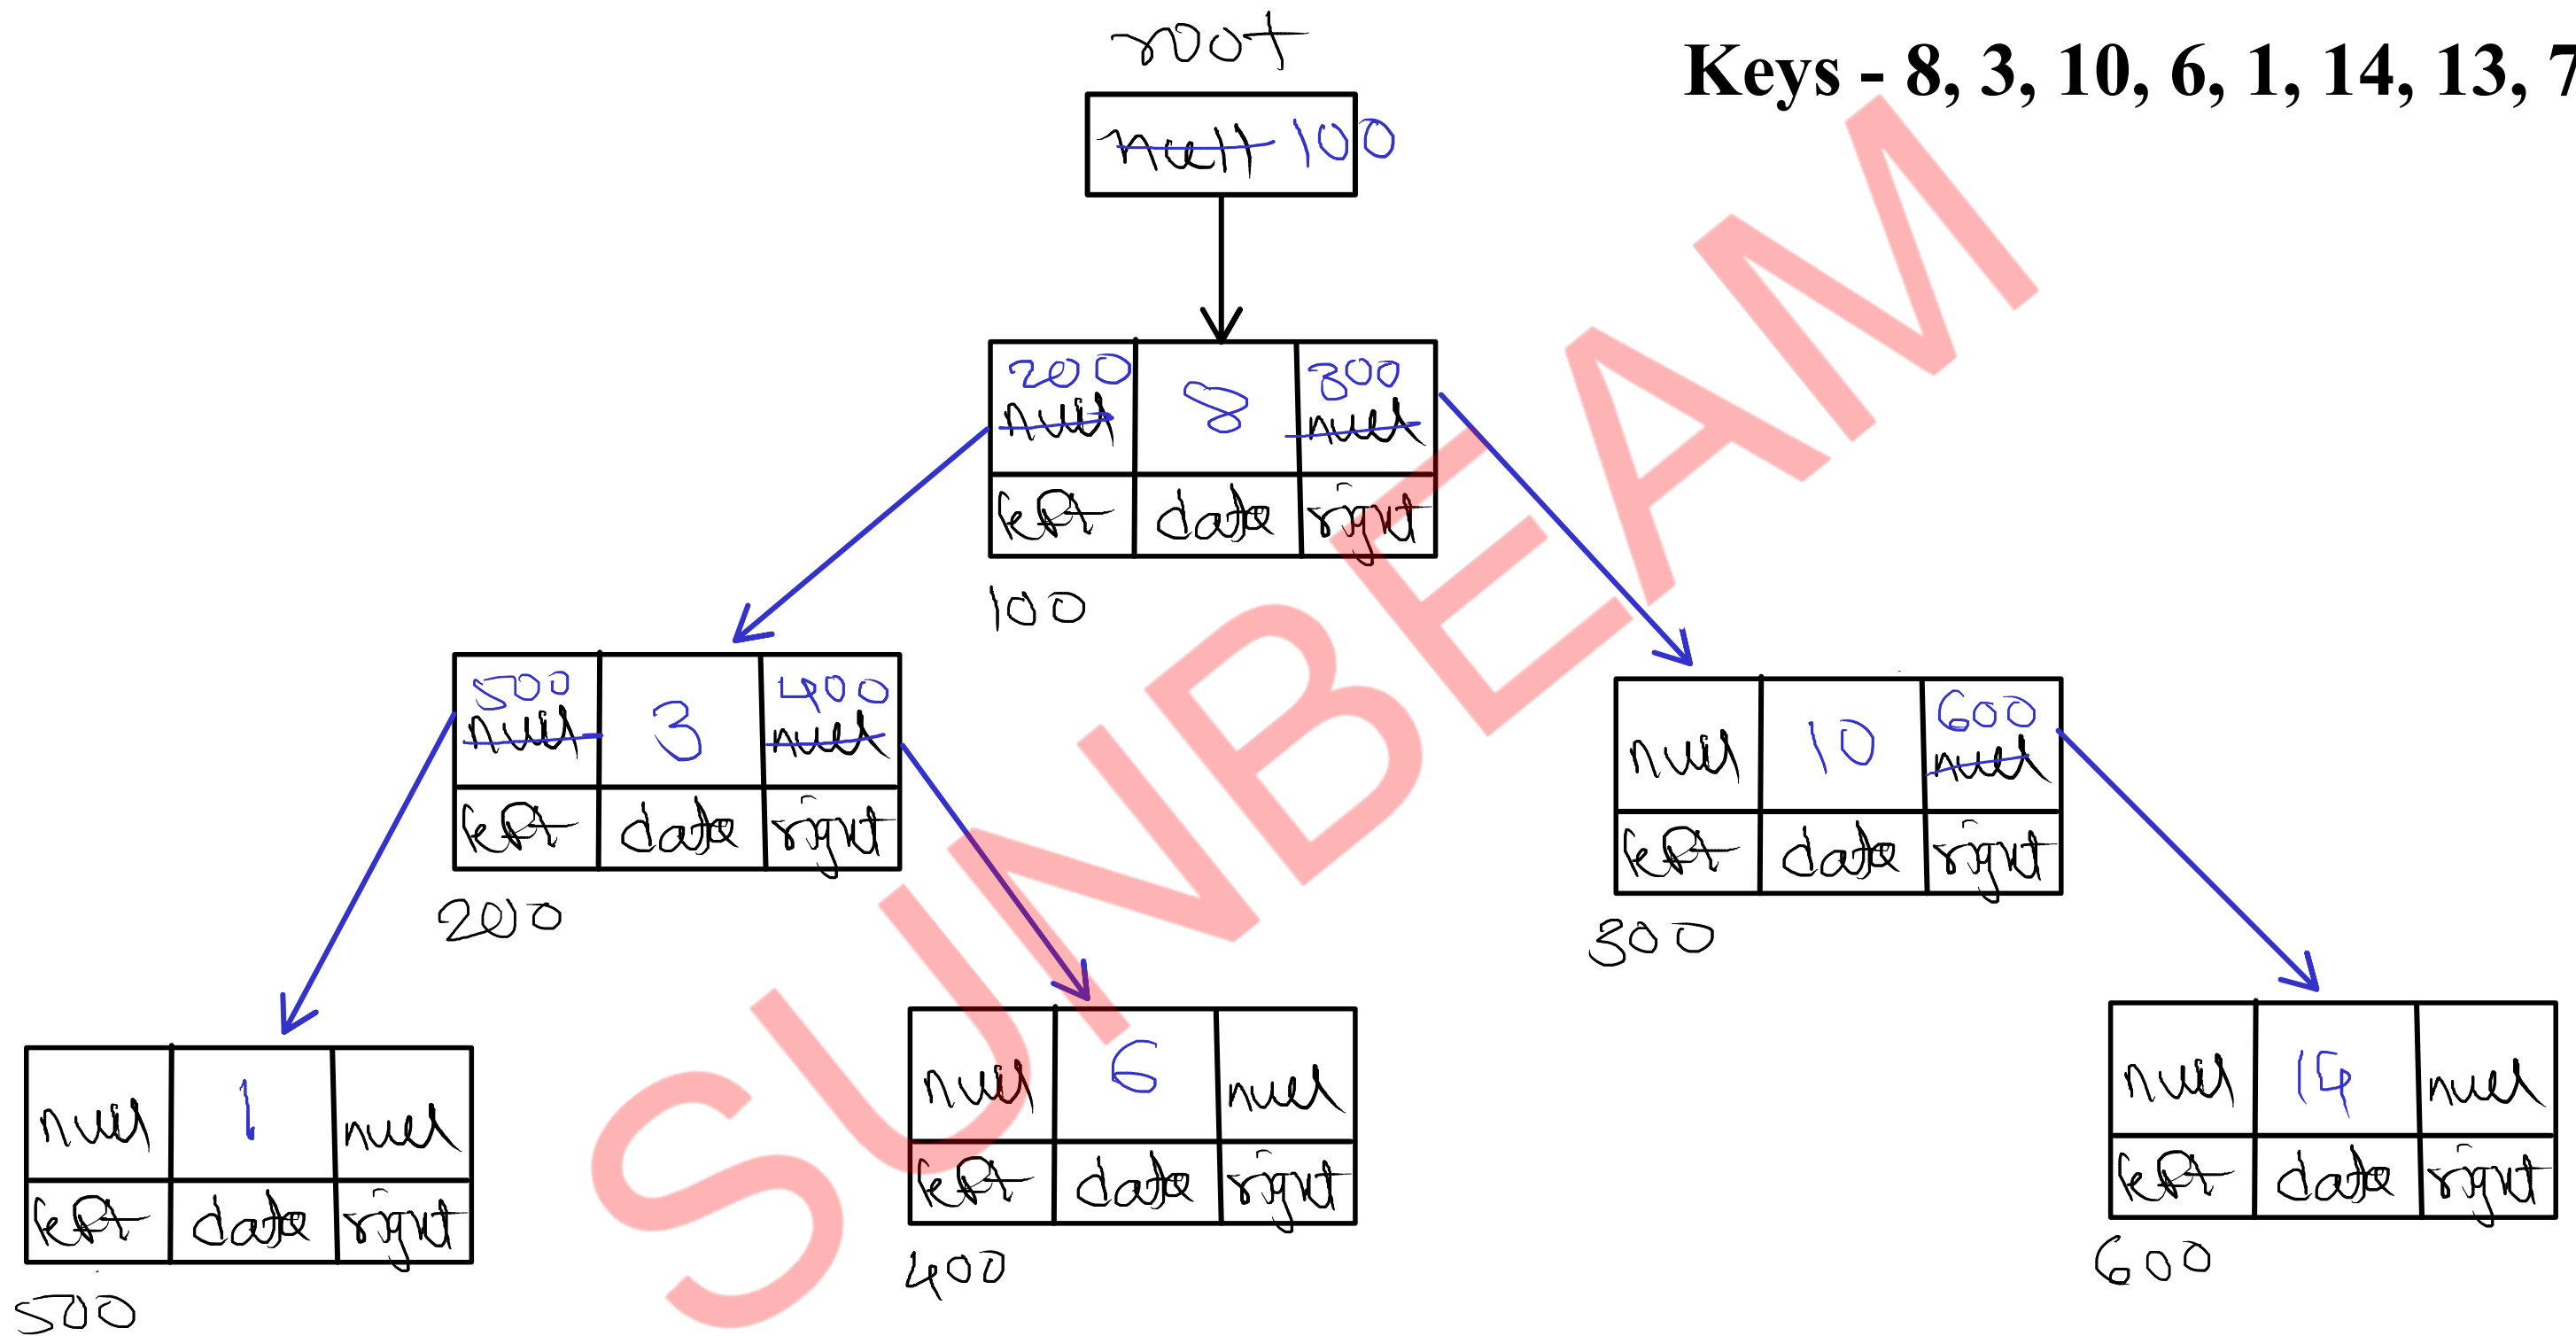 root
Keys - 8, 3, 10, 6, 1, 14, 13, 7
null 100
200 8 300
null null
left data right
100
500 3 400
null null
left data right
200
600
null 10 null
left data right
300
null 1 null
left data right
500
null 6 null
left data right
400
null 14 null
left data right
600
SUNBEAM